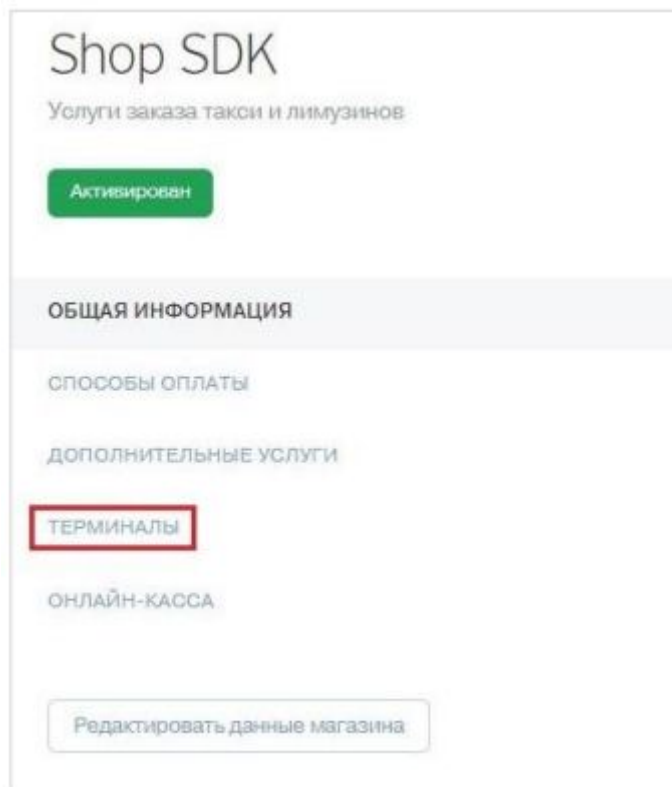 Shop SDK
Услуги заказа такси и лимузинов
Активирован
ОБЩАЯ ИНФОРМАЦИЯ
СПОСОБЫ ОПЛАТЫ
ДОПОЛНИТЕЛЬНЫЕ УСЛУГИ
ТЕРМИНАЛЫ
ОНЛАЙН-КАССА
Редактировать данные магазина